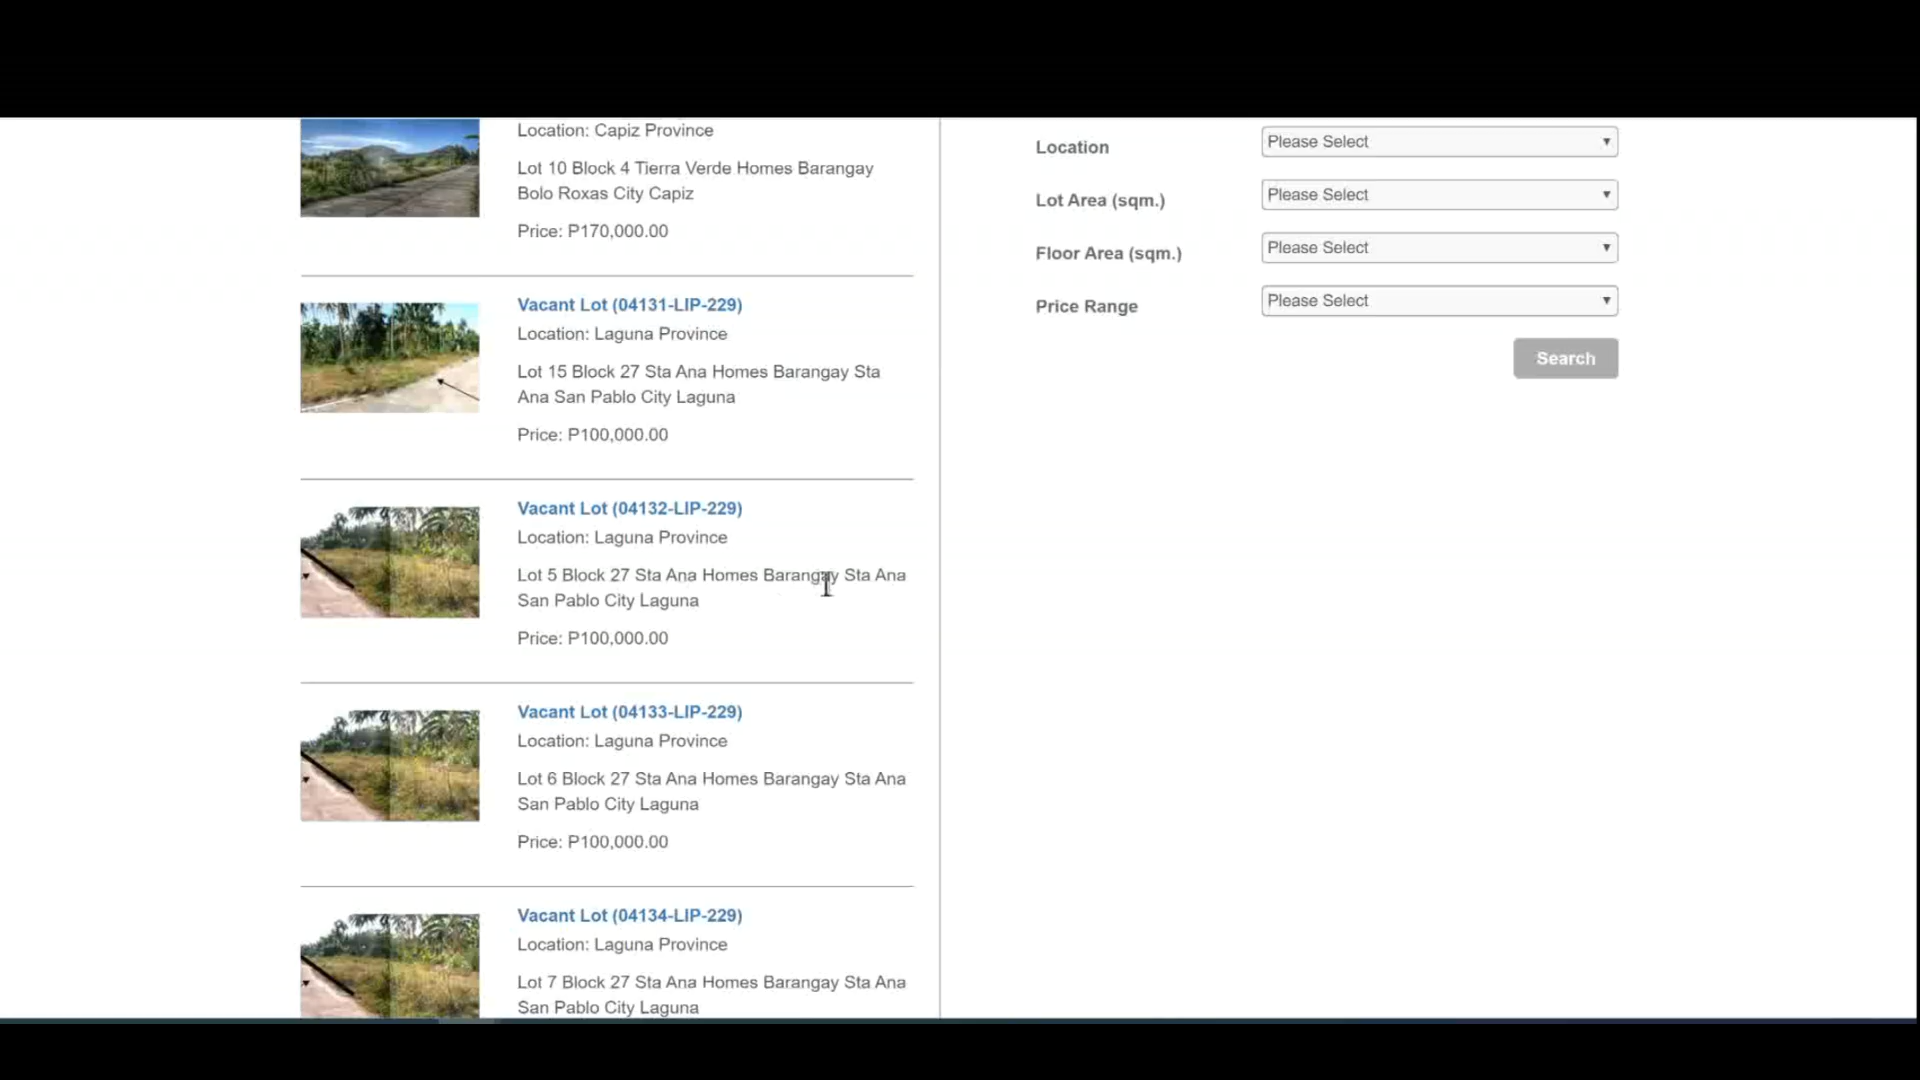 Location: Capiz Province
Lot 10 Block 4 Tierra Verde Homes Barangay
Bolo Roxas City Capiz
Price: P170,000.00
Vacant Lot (04131-LIP-229)
Location: Laguna Province
Lot 15 Block 27 Sta Ana Homes Barangay Sta
Ana San Pablo City Laguna
Price: P100,000.00
Vacant Lot (04132-LIP-229)
Location: Laguna Province
Lot 5 Block 27 Sta Ana Homes Barangay Sta Ana
San Pablo City Laguna
Price: P100,000.00
Vacant Lot (04133-LIP-229)
Location: Laguna Province
Lot 6 Block 27 Sta Ana Homes Barangay Sta Ana
San Pablo City Laguna
Price: P100,000.00
Vacant Lot (04134-LIP-229)
Location: Laguna Province
Lot 7 Block 27 Sta Ana Homes Barangay Sta Ana
San Pablo City Laguna
Location Please Select
Lot Area (sqm.) Please Select
Floor Area (sqm.) Please Select
Price Range Please Select
Search